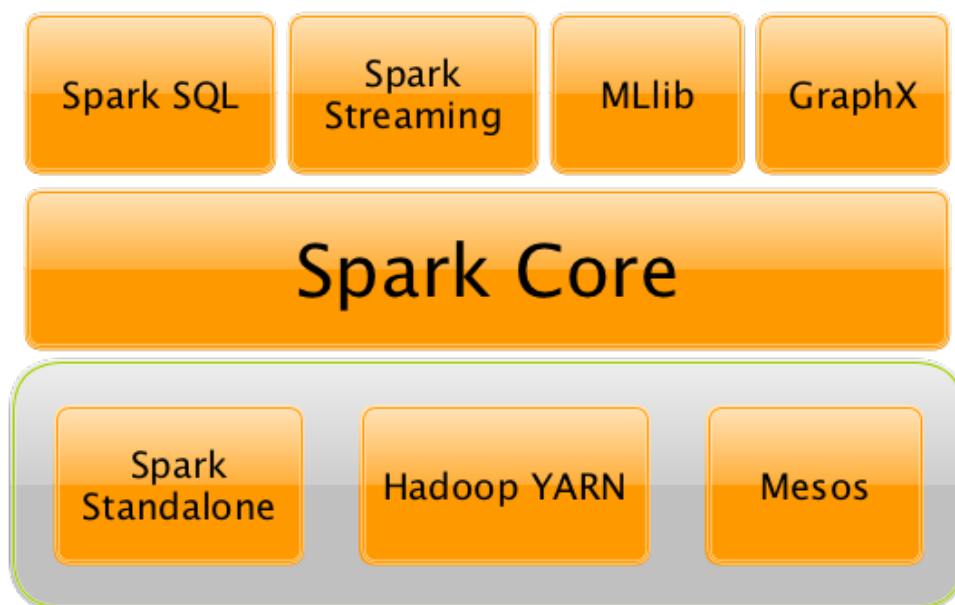 Spark SQL
Spark
Streaming
MLlib
GraphX
Spark Core
Spark
Standalone
Hadoop YARN
Mesos